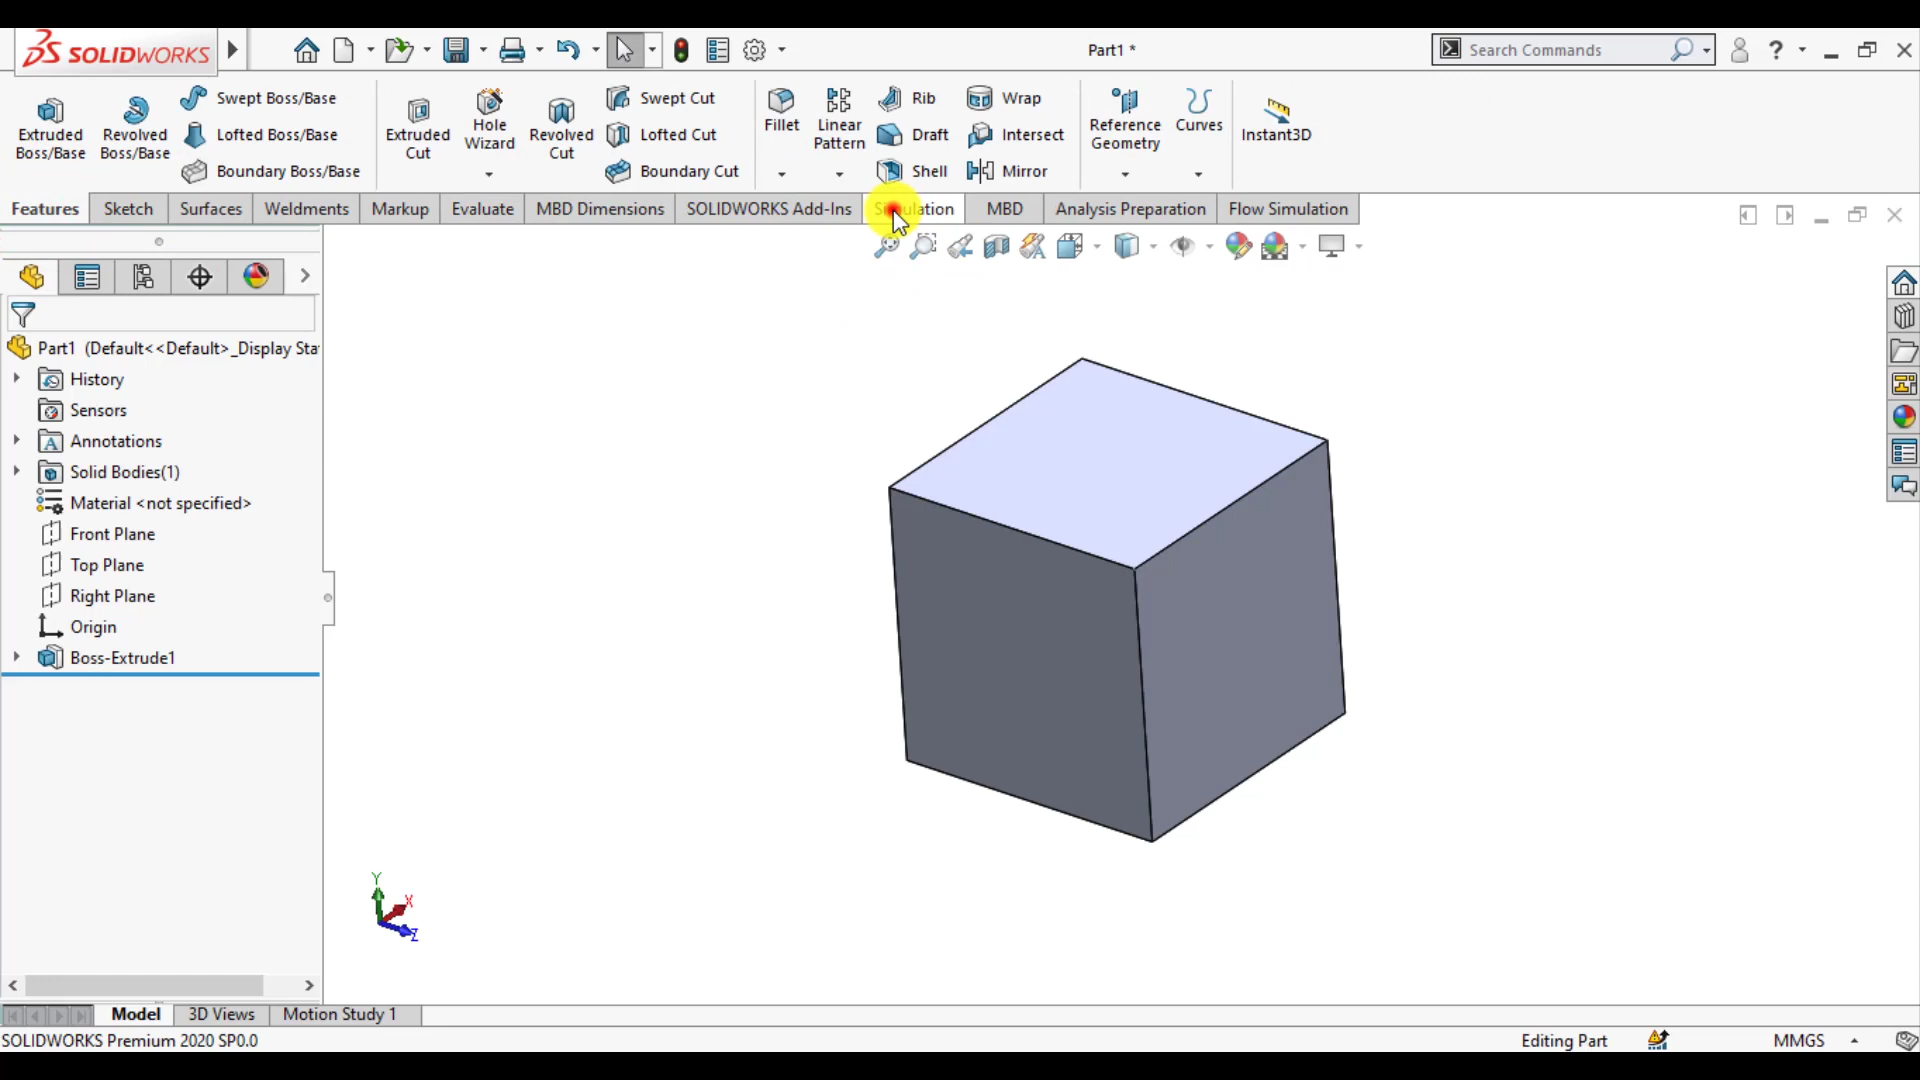 SOLIDWORKS
Part1 *
Search Commands
?
Extruded Boss/Base
Revolved Boss/Base
Swept Boss/Base
Lofted Boss/Base
Boundary Boss/Base
Extruded Cut
Hole Wizard
Revolved Cut
Swept Cut
Lofted Cut
Boundary Cut
Fillet
Linear Pattern
Rib
Draft
Shell
Wrap
Intersect
Mirror
Reference Geometry
Curves
Instant3D
Features
Sketch
Surfaces
Weldments
Markup
Evaluate
MBD Dimensions
SOLIDWORKS Add-Ins
Simulation
MBD
Analysis Preparation
Flow Simulation
Part1 (Default<<Default>_Display Sta
History
Sensors
A Annotations
Solid Bodies(1)
Material <not specified>
Front Plane
Top Plane
Right Plane
Origin
Boss-Extrude1
Y
X
Z
Model
3D Views
Motion Study 1
SOLIDWORKS Premium 2020 SP0.0
Editing Part
MMGS